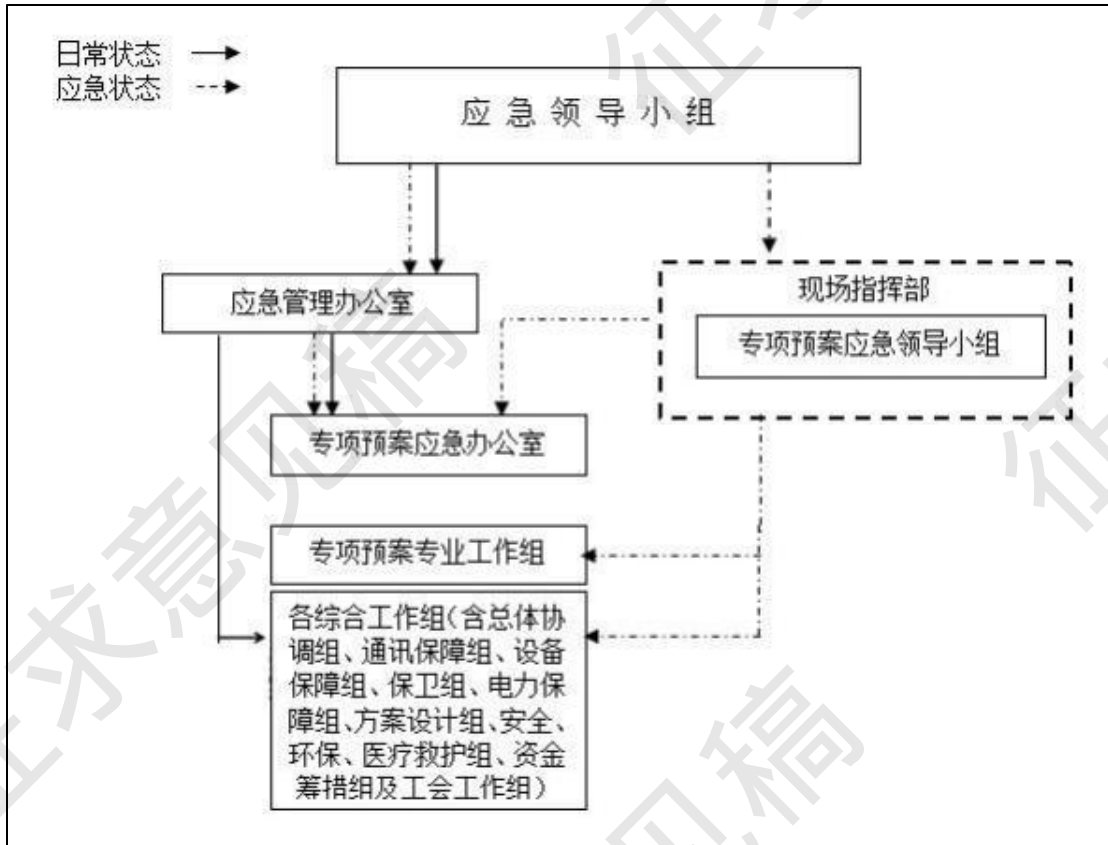 日常状态
应急状态
应急领导小组
应急管理办公室
现场指挥部
专项预案应急领导小组
专项预案应急办公室
专项预案专业工作组
各综合工作组(含总体协
调组、通讯保障组、设备
保障组、保卫组、电力保
障组、方案设计组、安全、
环保、医疗救护组、资金
筹措组及工会工作组)
征求意见稿